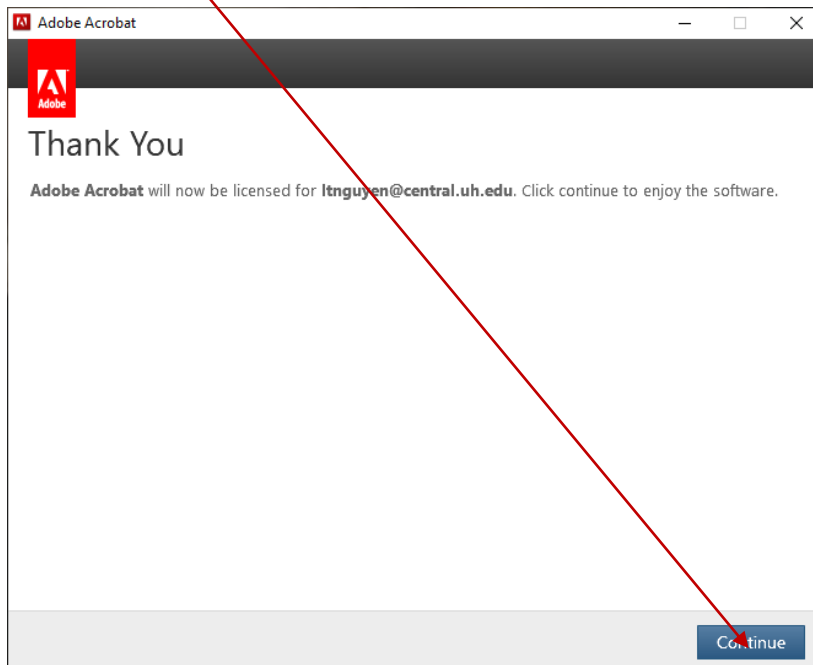 Adobe Acrobat
Adobe
Thank You
Adobe Acrobat will now be licensed for ltnguyen@central.uh.edu. Click continue to enjoy the software.
Continue